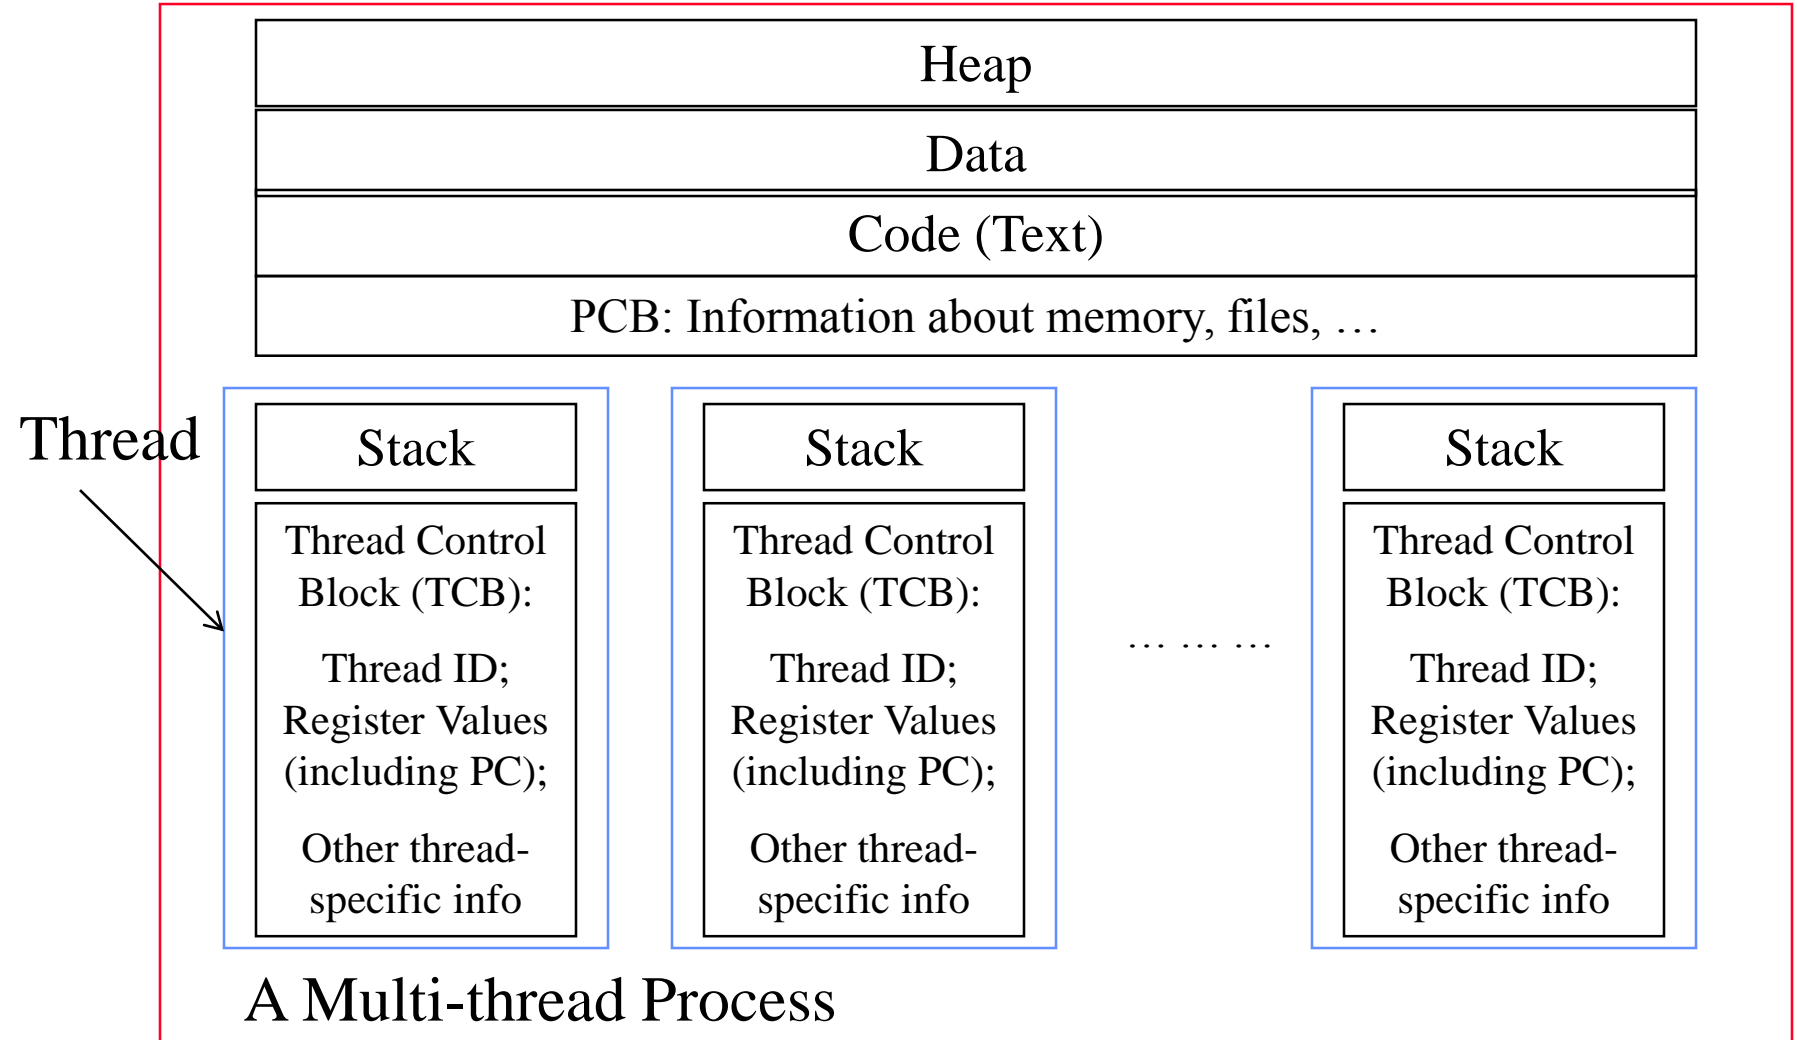 Heap
Data
Code (Text)
PCB: Information about memory, files, …
Thread
Stack
Thread Control
Block (TCB):
Thread ID;
Register Values
(including PC);
Other thread-
specific info
Stack
Thread Control
Block (TCB):
Thread ID;
Register Values
(including PC);
Other thread-
specific info
… … …
Stack
Thread Control
Block (TCB):
Thread ID;
Register Values
(including PC);
Other thread-
specific info
A Multi-thread Process